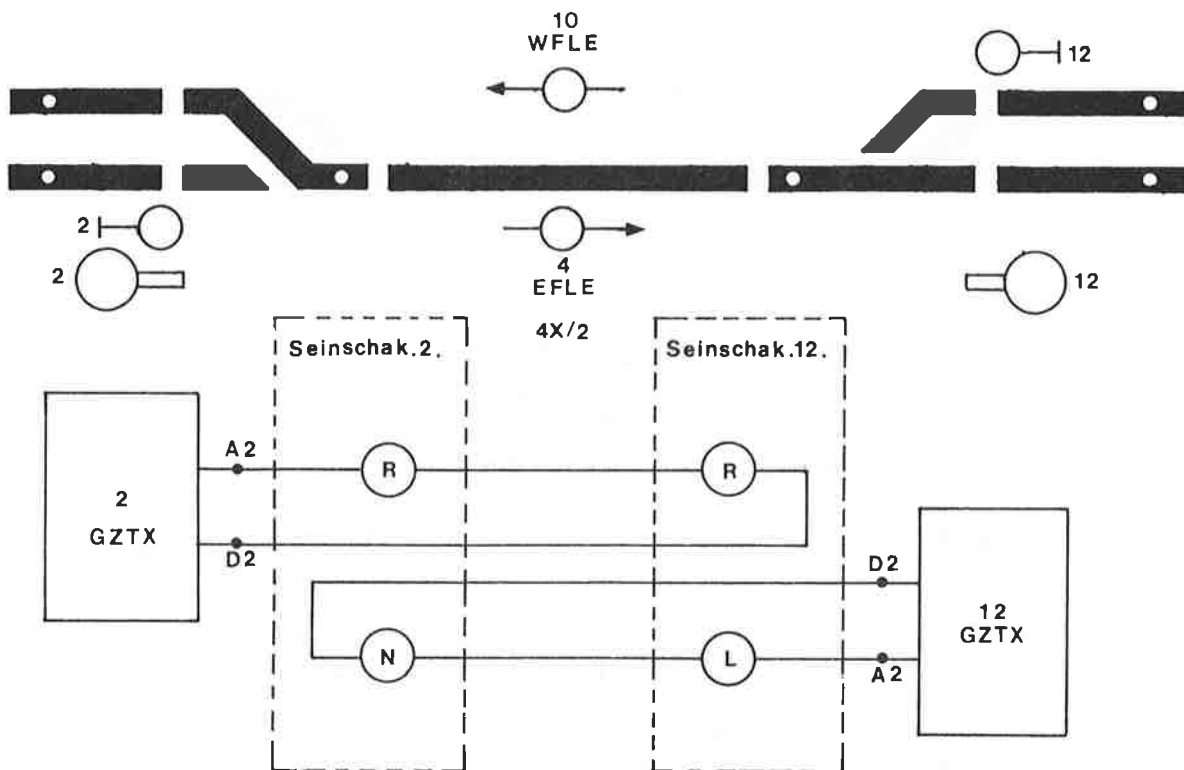 10
WFLE
12
2
2
4
EFLE
12
4X/2
Seinschak.2.
Seinschak.12.
A2
R
R
2
GZTX
D2
D2
12
GZTX
N
L
A2